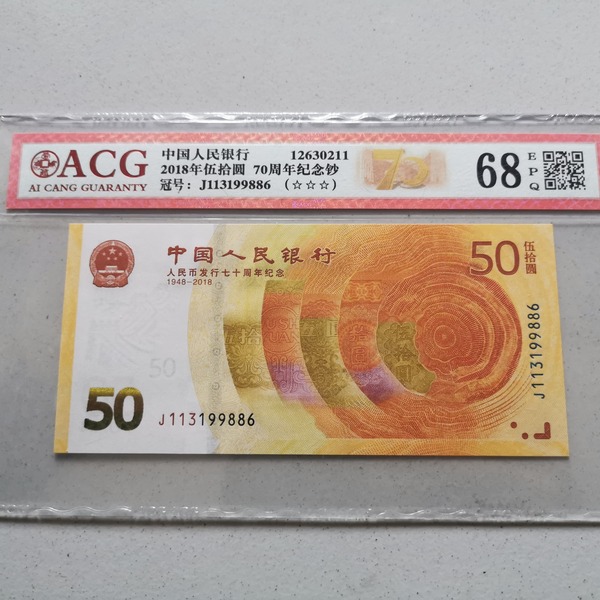 ACG
AI CANG GUARANTY
中国人民银行 12630211
2018年伍拾圆 70周年纪念钞
冠号：J113199886 （☆☆☆）
70
68
EPQ
中国人民银行
人民币发行七十周年纪念
1948-2018
50
伍拾圆
50
50
J113199886
J113199886